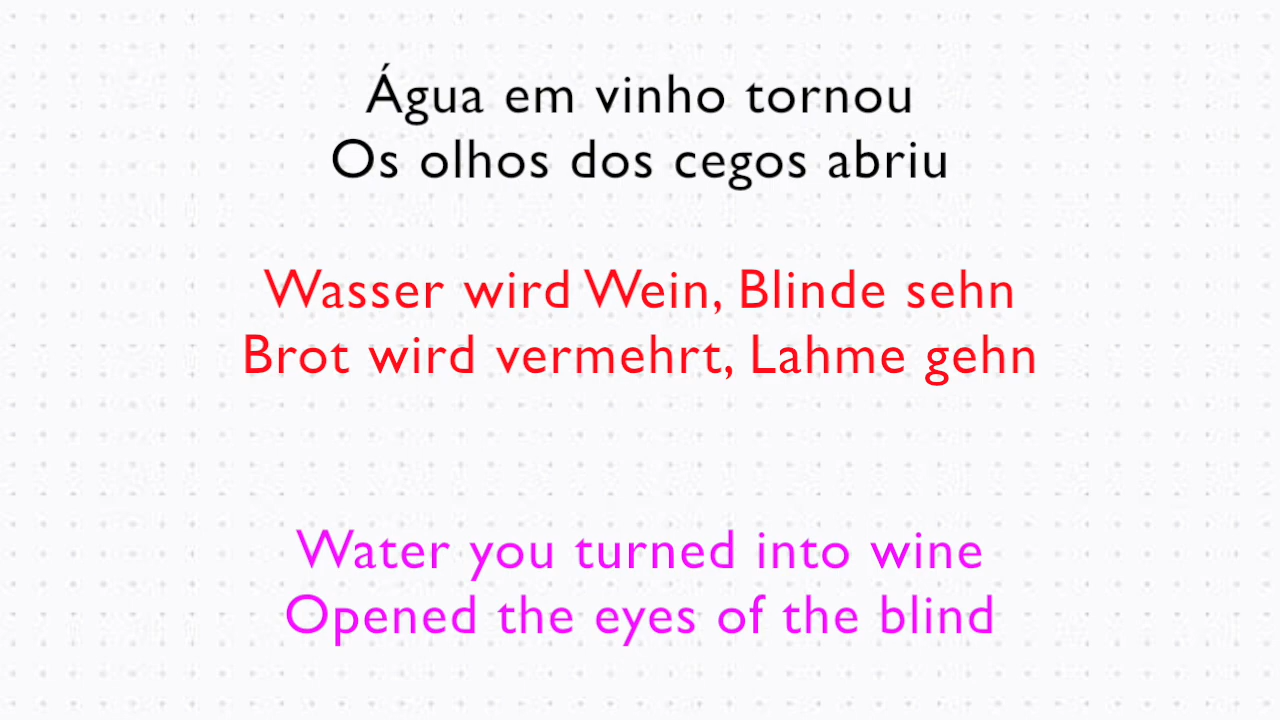 Água em vinho tornou
Os olhos dos cegos abriu
Wasser wird Wein, Blinde sehn
Brot wird vermehrt, Lahme gehn
Water you turned into wine
Opened the eyes of the blind